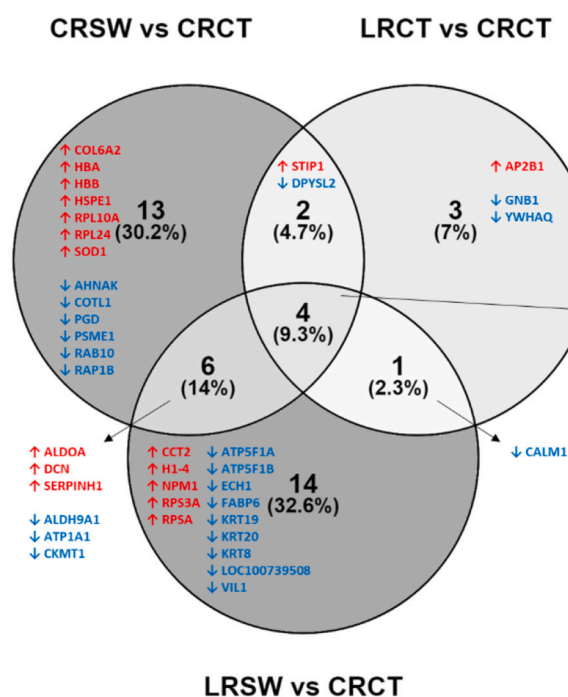 CRSW vs CRCT
LRCT vs CRCT
↑ COL6A2
↑ HBA
↑ HBB
↑ HSPE1
↑ RPL10A
↑ RPL24
↑ SOD1
↓ AHNAK
↓ COTL1
↓ PGD
↓ PSME1
↓ RAB10
↓ RAP1B
13
(30.2%)
↑ STIP1
↓ DPYSL2
2
(4.7%)
↑ AP2B1
↓ GNB1
↓ YWHAQ
3
(7%)
4
(9.3%)
6
(14%)
1
(2.3%)
↑ ALDOA
↑ DCN
↑ SERPINH1
↓ ALDH9A1
↓ ATP1A1
↓ CKMT1
↑ CCT2
↑ H1-4
↑ NPM1
↑ RPS3A
↑ RPSA
↓ ATP5F1A
↓ ATP5F1B
↓ ECH1
↓ FABP6
↓ KRT19
↓ KRT20
↓ KRT8
↓ LOC100739508
↓ VIL1
14
(32.6%)
↓ CALM1
LRSW vs CRCT